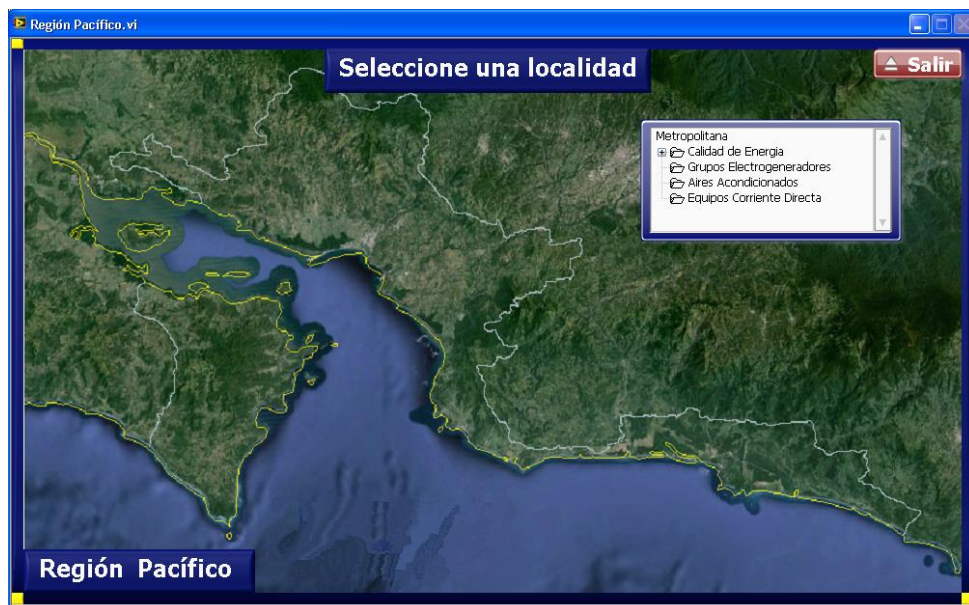 Región Pacífico.vi
Seleccione una localidad
Salir
Metropolitana
Calidad de Energia
Grupos Electrogeneradores
Aires Acondicionados
Equipos Corriente Directa
Región Pacífico